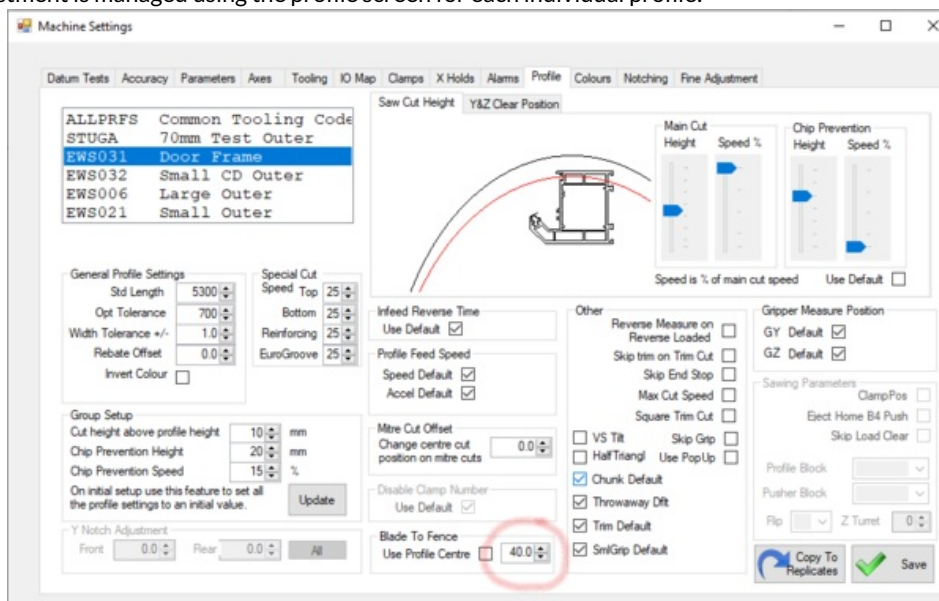 stment is managed using the profile screen for each individual profile.
Machine Settings
Datum Tests Accuracy Parameters Axes Tooling IO Map Clamps X Holds Alarms Profile Colours Notching Fine Adjustment
ALLPRFS Common Tooling Code
STUGA 70mm Test Outer
EWS031 Door Frame
EWS032 Small CD Outer
EWS006 Large Outer
EWS021 Small Outer
Saw Cut Height Y&Z Clear Position
Main Cut
Height Speed %
Chip Prevention
Height Speed %
Speed is % of main cut speed Use Default
General Profile Settings
Std Length 5300
Opt Tolerance 700
Width Tolerance +/- 1.0
Rebate Offset 0.0
Invert Colour
Special Cut
Speed Top 25
Bottom 25
Reinforcing 25
EuroGroove 25
Group Setup
Cut height above profile height 10 mm
Chip Prevention Height 20 mm
Chip Prevention Speed 15 %
On initial setup use this feature to set all
the profile settings to an initial value.
Update
Y Notch Adjustment
Front 0.0 Rear 0.0 All
Infeed Reverse Time
Use Default
Profile Feed Speed
Speed Default
Accel Default
Mitre Cut Offset
Change centre cut
position on mitre cuts 0.0
Disable Clamp Number
Use Default
Blade To Fence
Use Profile Centre 40.0
Other
Reverse Measure on
Reverse Loaded
Skip trim on Trim Cut
Skip End Stop
Max Cut Speed
Square Trim Cut
VS Tilt Skip Grip
HalfTriangl Use PopUp
Chunk Default
Throwaway Dft
Trim Default
SmlGrip Default
Gripper Measure Position
GY Default
GZ Default
Sawing Parameters
ClampPos
Eject Home B4 Push
Skip Load Clear
Profile Block
Pusher Block
Flip Z Turret 0
Copy To
Replicates
Save